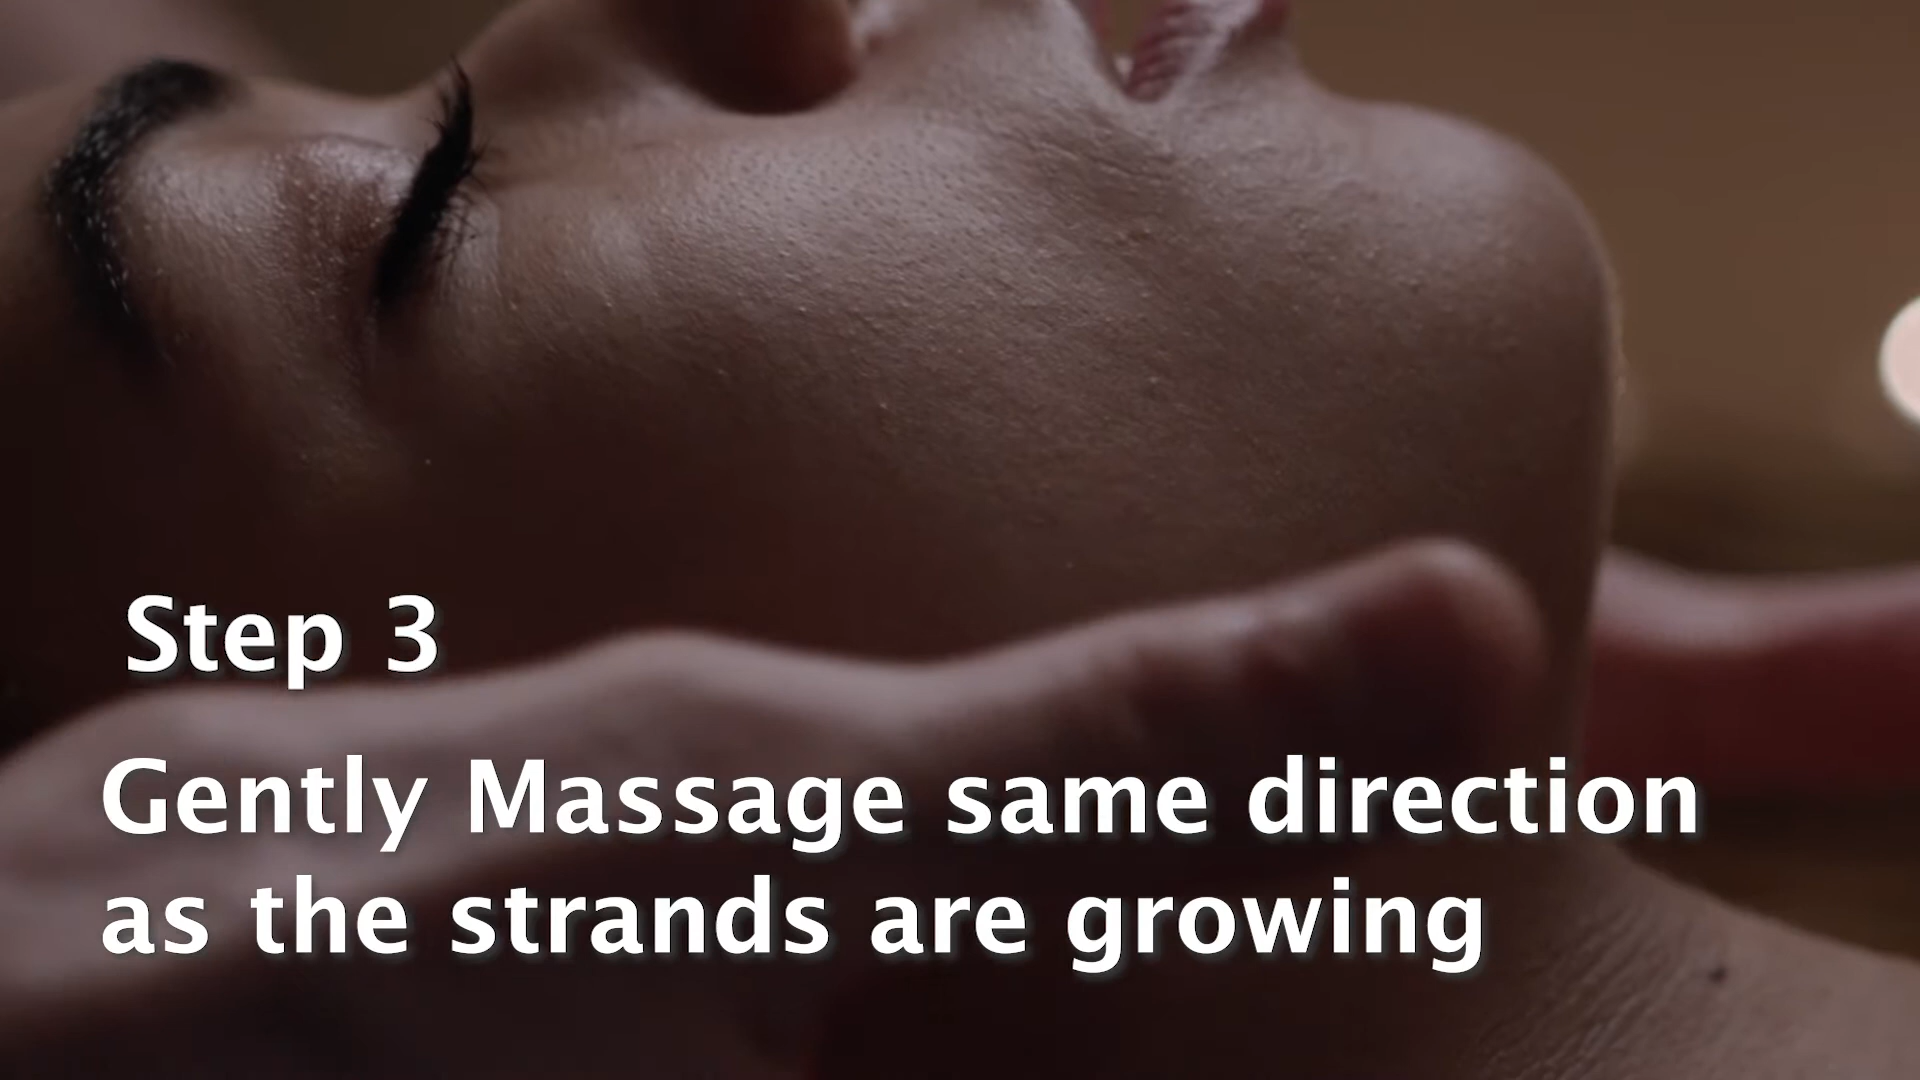 Step 3
Gently Massage same direction
as the strands are growing